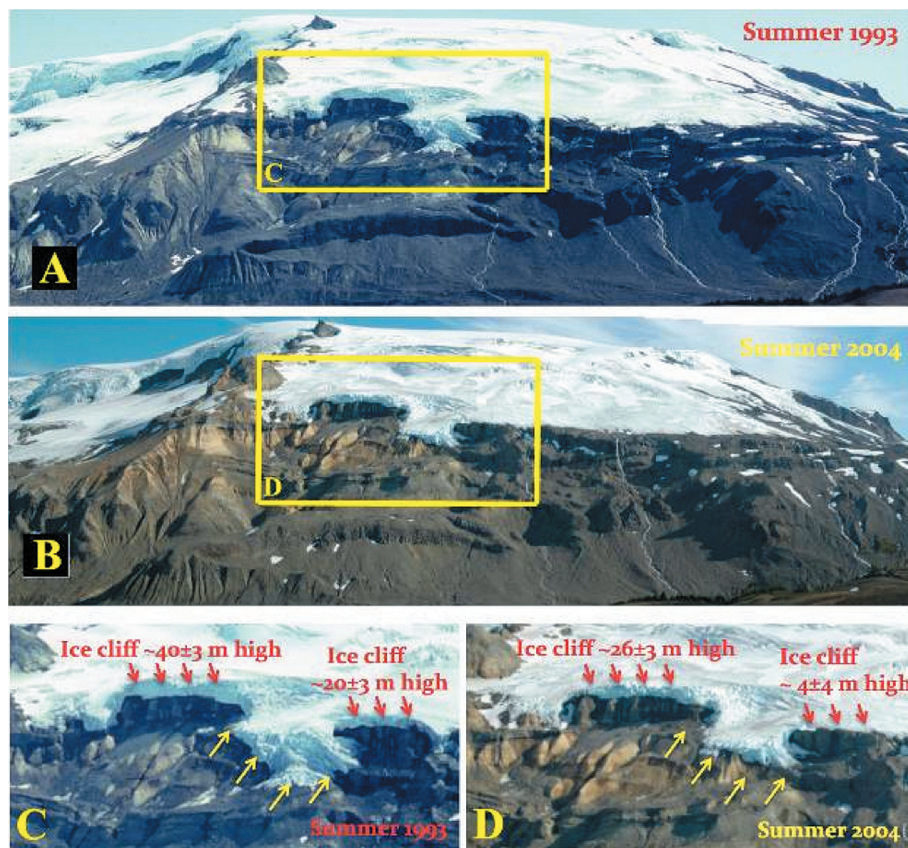 Summer 1993
C
A
Summer 2004
D
B
Ice cliff ~40±3 m high
Ice cliff
~20±3 m high
C
Summer 1993
Ice cliff ~26±3 m high
Ice cliff
~ 4±4 m high
D
Summer 2004